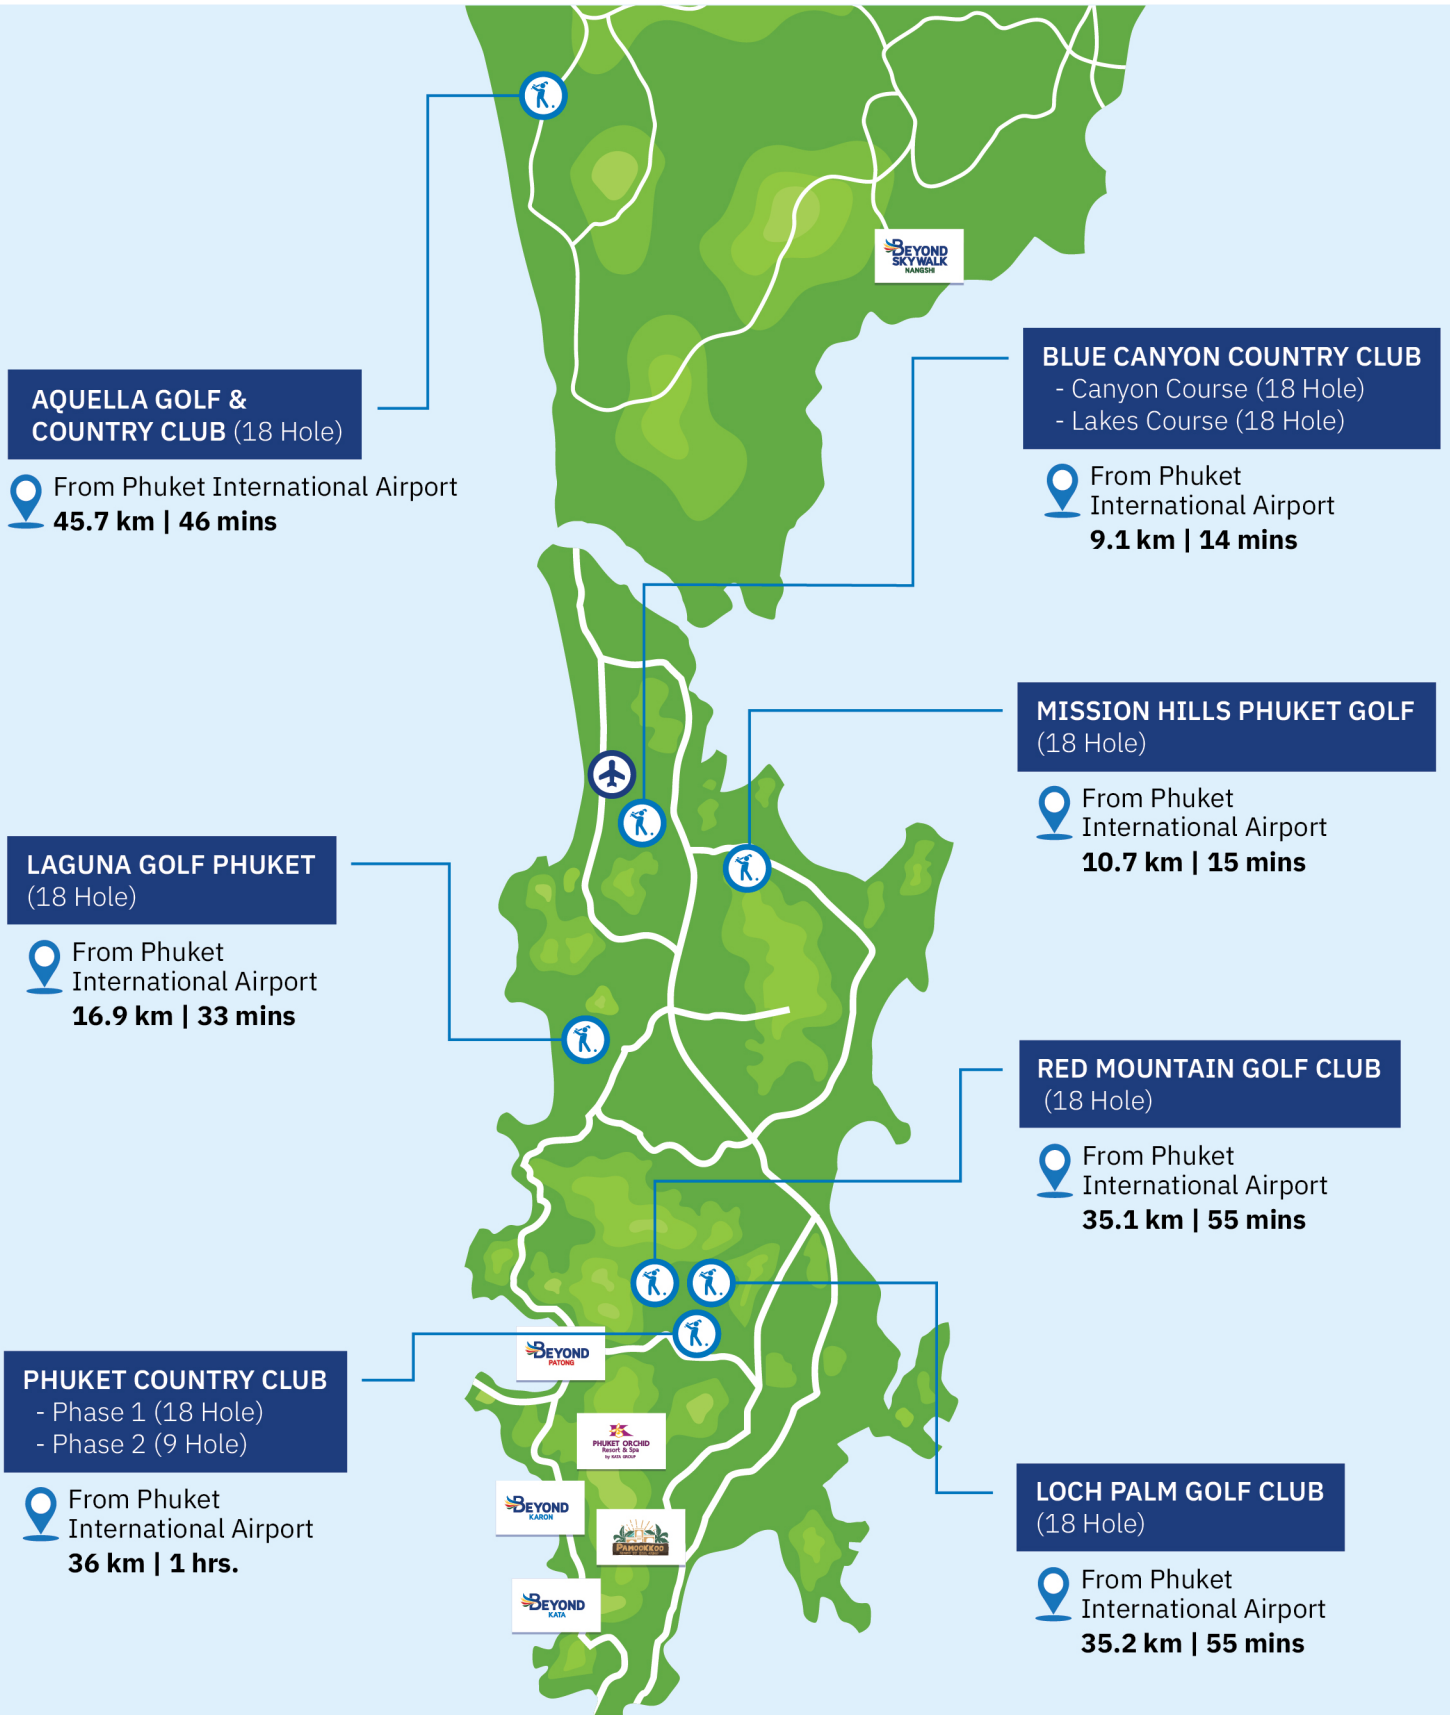 BEYOND
SKYWALK
NANGSHI
AQUELLA GOLF &
COUNTRY CLUB (18 Hole)
From Phuket International Airport
45.7 km | 46 mins
BLUE CANYON COUNTRY CLUB
- Canyon Course (18 Hole)
- Lakes Course (18 Hole)
From Phuket
International Airport
9.1 km | 14 mins
MISSION HILLS PHUKET GOLF
(18 Hole)
From Phuket
International Airport
10.7 km | 15 mins
LAGUNA GOLF PHUKET
(18 Hole)
From Phuket
International Airport
16.9 km | 33 mins
RED MOUNTAIN GOLF CLUB
(18 Hole)
From Phuket
International Airport
35.1 km | 55 mins
BEYOND
PATONG
PHUKET COUNTRY CLUB
- Phase 1 (18 Hole)
- Phase 2 (9 Hole)
From Phuket
International Airport
36 km | 1 hrs.
PHUKET ORCHID
Resort & Spa
by KATA GROUP
BEYOND
KARON
PAMOOKKOO
BEYOND
KATA
LOCH PALM GOLF CLUB
(18 Hole)
From Phuket
International Airport
35.2 km | 55 mins